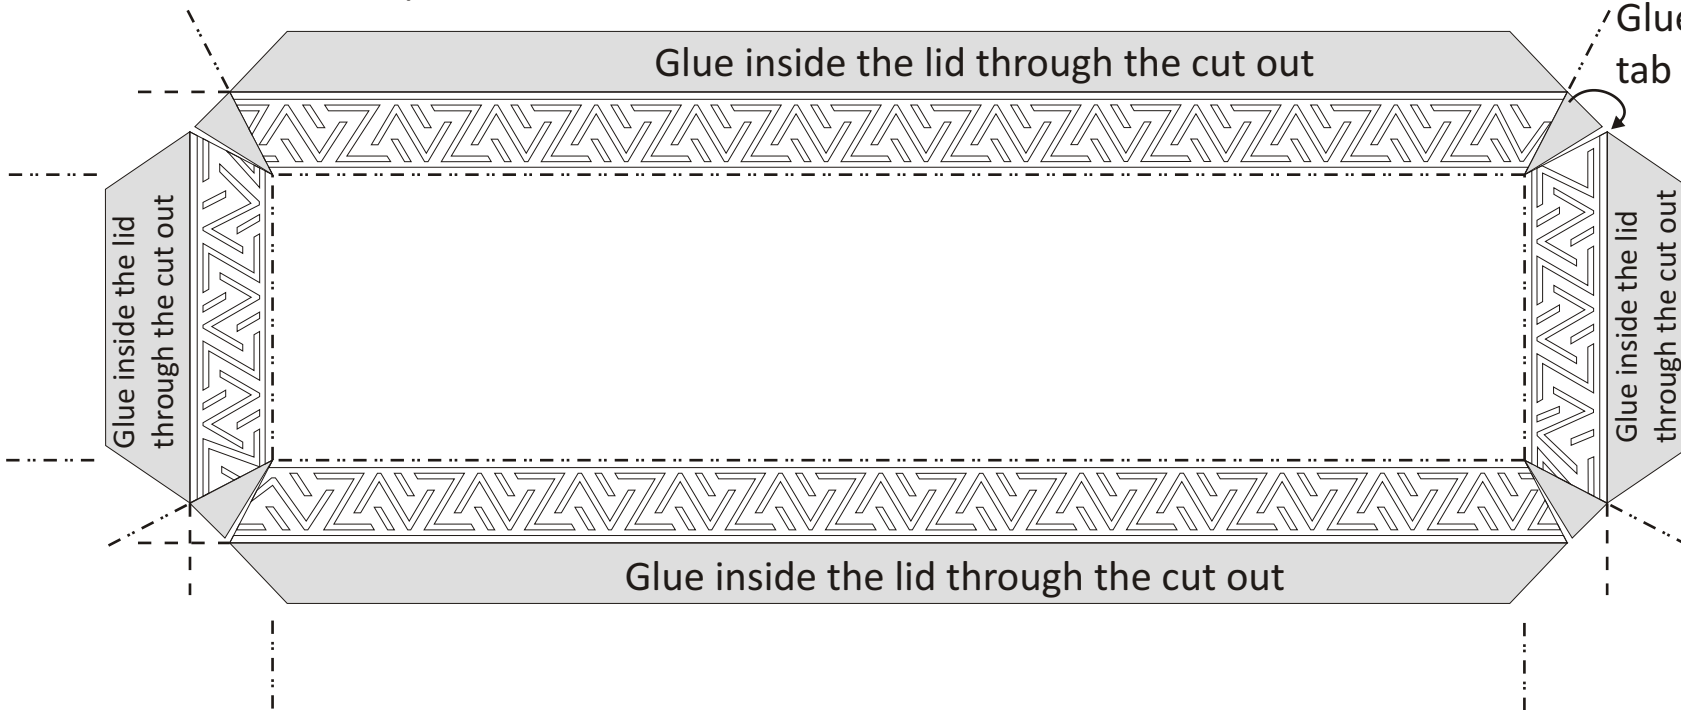 Glue inside the lid through the cut out
tab
Glue inside the lid
through the cut out
Glue inside the lid
through the cut out
Glue inside the lid through the cut out